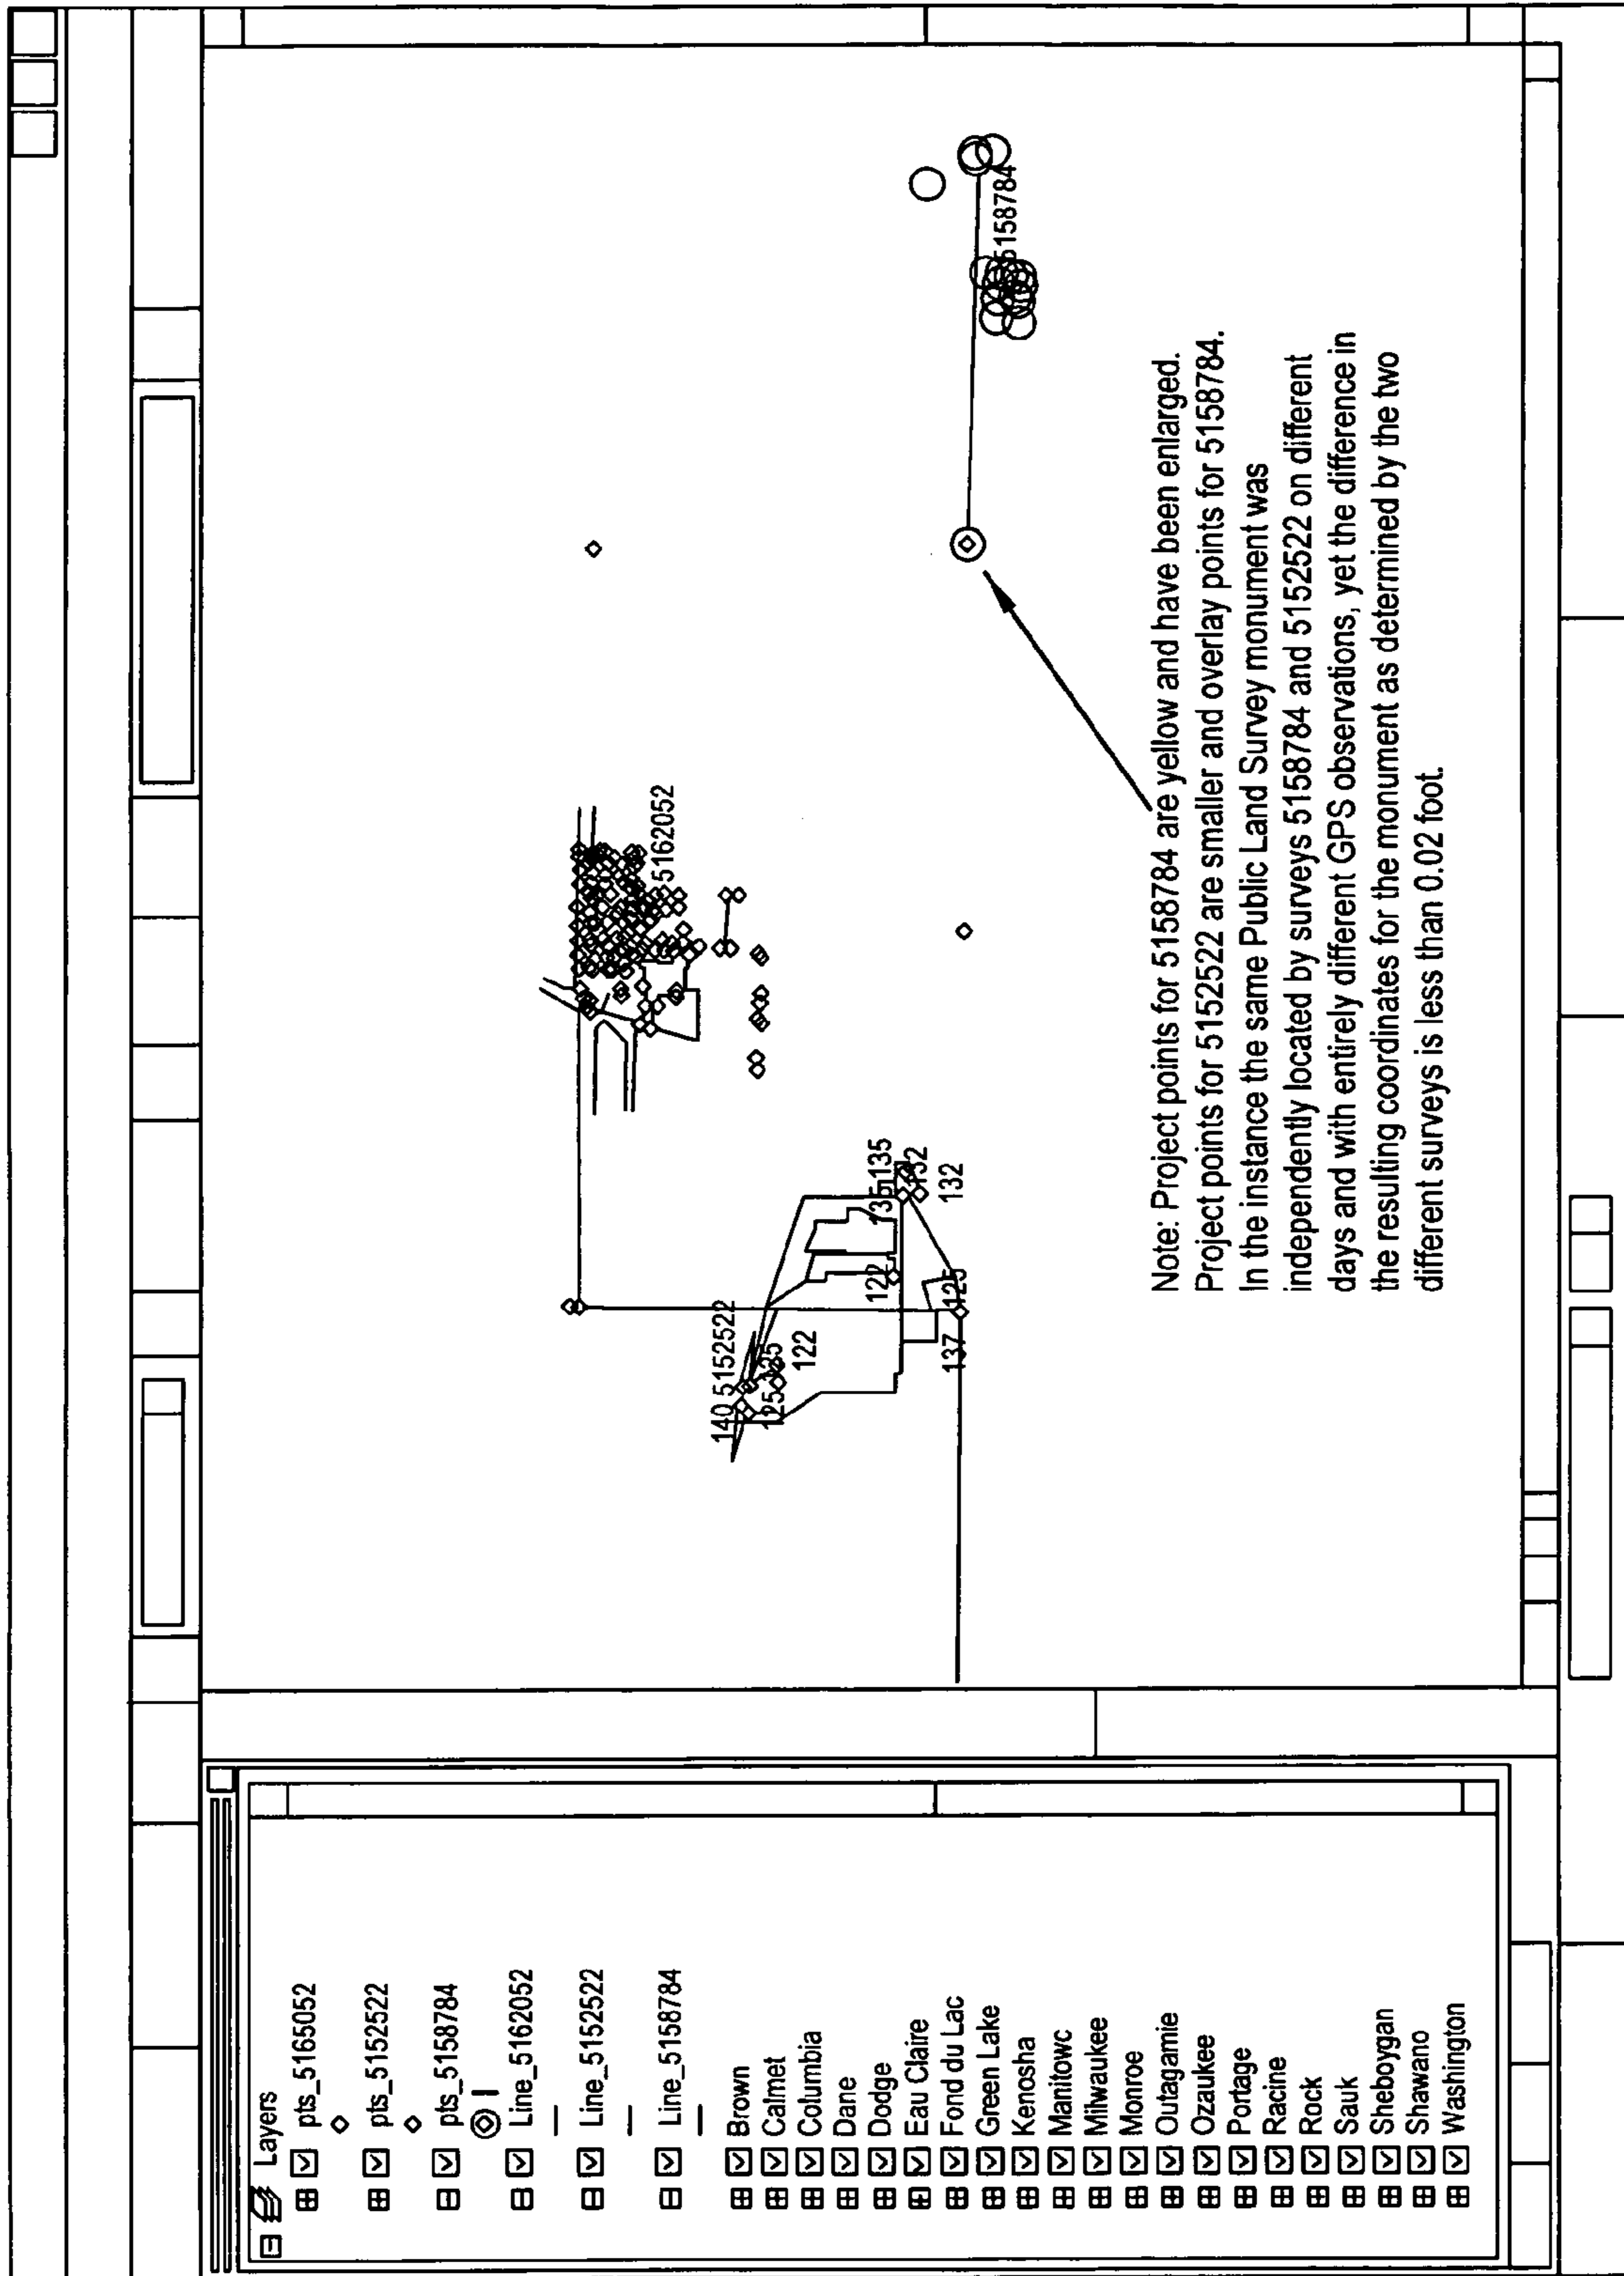 Layers
pts_5165052
pts_5152522
pts_5158784
Line_5162052
Line_5152522
Line_5158784
Brown
Calmet
Columbia
Dane
Dodge
Eau Claire
Fond du Lac
Green Lake
Kenosha
Manitowc
Milwaukee
Monroe
Outagamie
Ozaukee
Portage
Racine
Rock
Sauk
Sheboygan
Shawano
Washington
5162052
140 5152522
125
122
122
135
132
132
137
125
5158784
Note: Project points for 5158784 are yellow and have been enlarged.
Project points for 5152522 are smaller and overlay points for 5158784.
In the instance the same Public Land Survey monument was
independently located by surveys 5158784 and 5152522 on different
days and with entirely different GPS observations, yet the difference in
the resulting coordinates for the monument as determined by the two
different surveys is less than 0.02 foot.